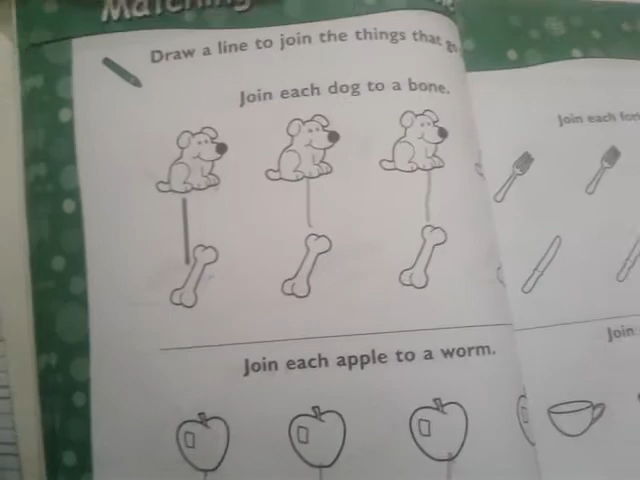 Matching
Draw a line to join the things that
Join each dog to a bone.
Join each
Join each apple to a worm.
Join